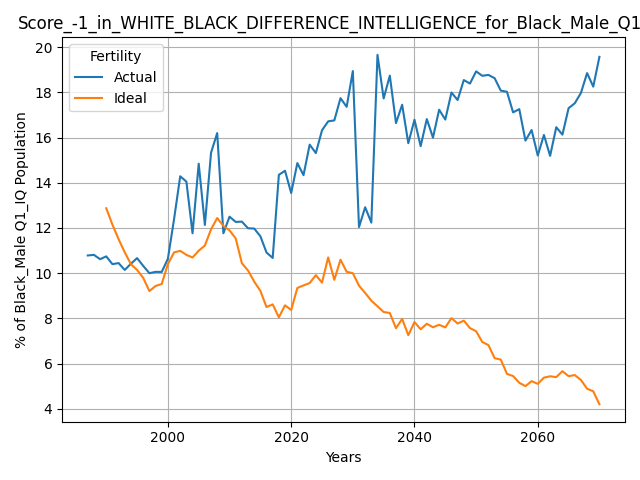 Score_-1_in_WHITE_BLACK_DIFFERENCE_INTELLIGENCE_for_Black_Male_Q1
20
18
16
14
12
10
8
6
4
% of Black_Male Q1_IQ Population
Fertility
Actual
Ideal
2000
2020
2040
2060
Years